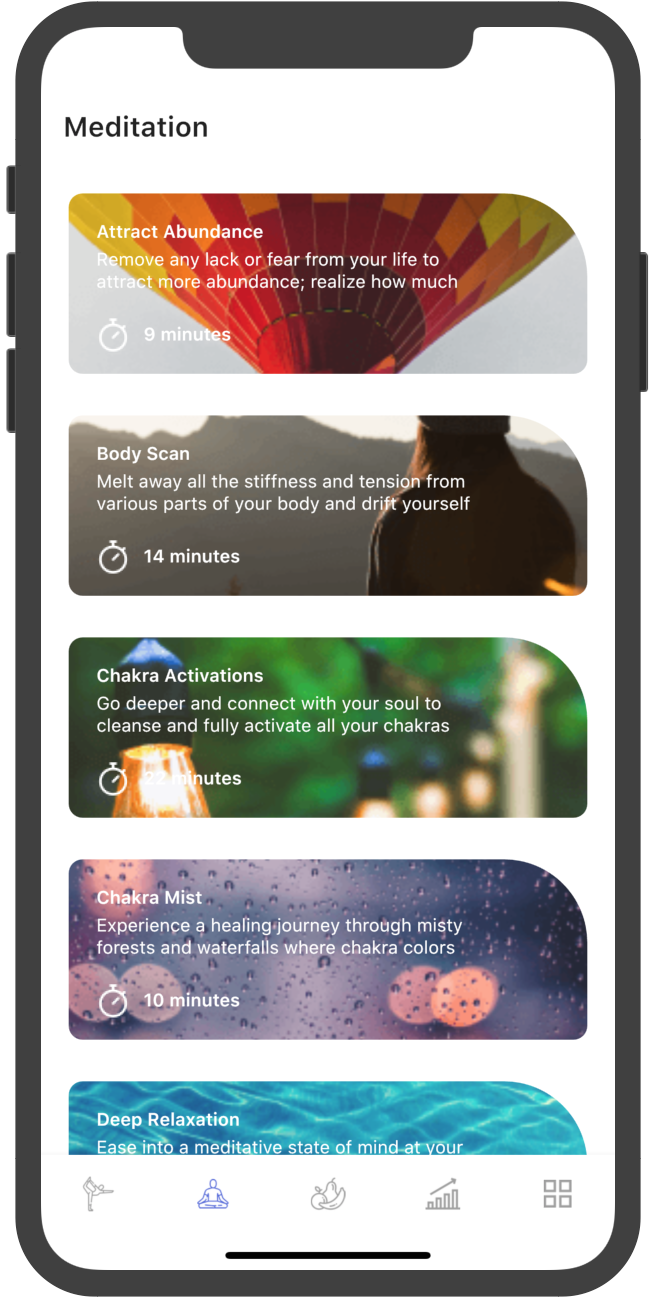 Meditation
Attract Abundance
Remove any lack or fear from your life to
attract more abundance; realize how much
9 minutes
Body Scan
Melt away all the stiffness and tension from
various parts of your body and drift yourself
14 minutes
Chakra Activations
Go deeper and connect with your soul to
cleanse and fully activate all your chakras
22 minutes
Chakra Mist
Experience a healing journey through misty
forests and waterfalls where chakra colors
10 minutes
Deep Relaxation
Ease into a meditative state of mind at your